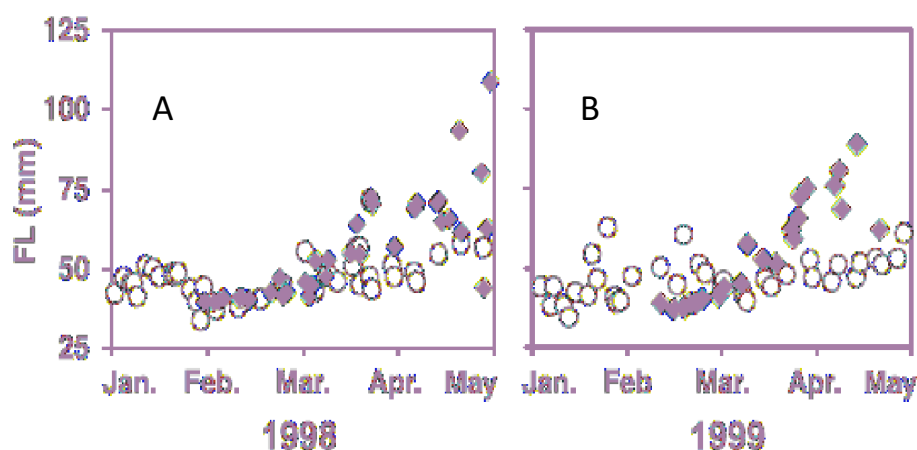 125
100
75
50
25
FL (mm)
A
B
Jan. Feb. Mar. Apr. May
Jan. Feb Mar. Apr. May
1998
1999